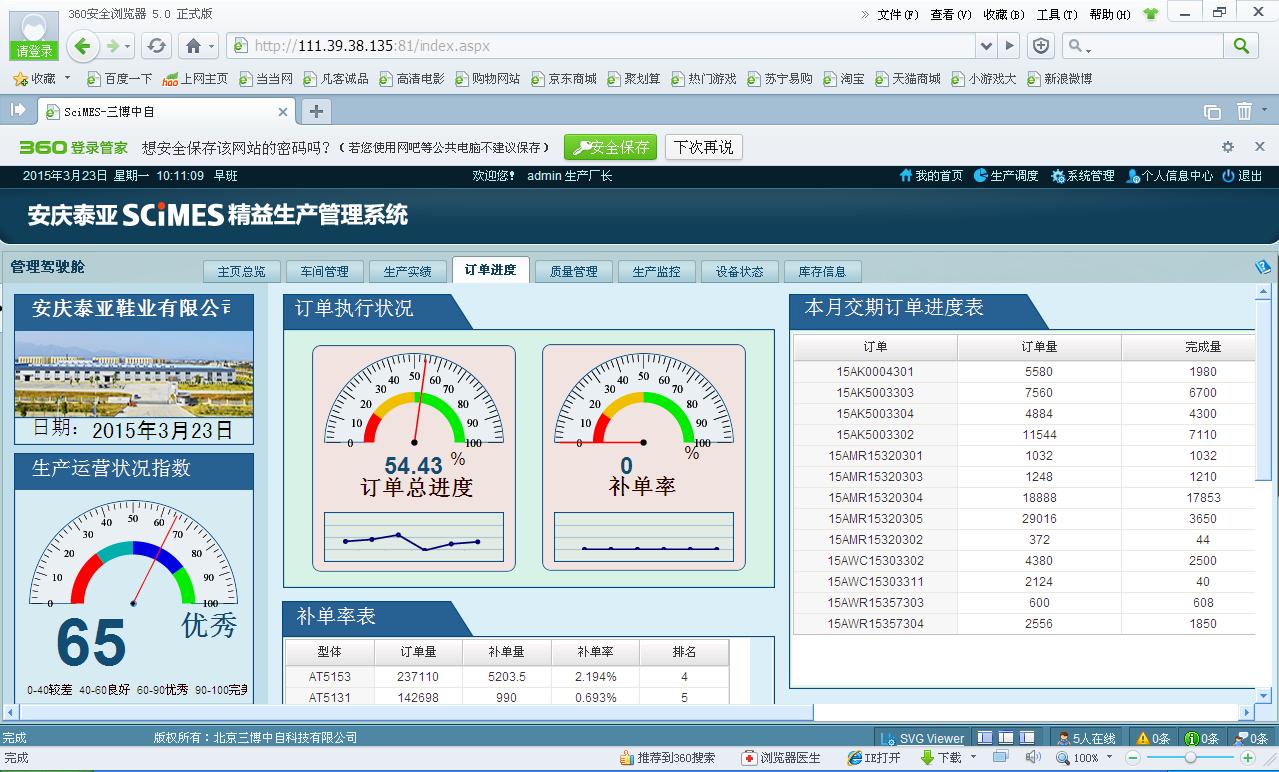 360安全浏览器 5.0 正式版
» 文件(F) 查看(V) 收藏(B) 工具(T) 帮助(H)
请登录
http://111.39.38.135:81/index.aspx
收藏 百度一下 hao 上网主页 当当网 凡客诚品 高清电影 购物网站 京东商城 聚划算 热门游戏 苏宁易购 淘宝 天猫商城 小游戏大 新浪微博
SciMES-三博中自
360 登录管家 想安全保存该网站的密码吗?(若您使用网吧等公共电脑不建议保存) 安全保存 下次再说
2015年3月23日 星期一 10:11:09 早班 欢迎您! admin 生产厂长 我的首页 生产调度 系统管理 个人信息中心 退出
安庆泰亚 SCiMES 精益生产管理系统
管理驾驶舱 主页总览 车间管理 生产实绩 订单进度 质量管理 生产监控 设备状态 库存信息
安庆泰亚鞋业有限公司
日期: 2015年3月23日
生产运营状况指数
0 10 20 30 40 50 60 70 80 90 100
65
优秀
0-40较差 40-60良好 60-90优秀 90-100完美
订单执行状况
0 10 20 30 40 50 60 70 80 90 100
54.43 %
订单总进度
0 10 20 30 40 50 60 70 80 90 100
0 %
补单率
补单率表
型体 订单量 补单量 补单率 排名
AT5153 237110 5203.5 2.194% 4
AT5131 142698 990 0.693% 5
本月交期订单进度表
订单 订单量 完成量
15AK0004301 5580 1980
15AK5003303 7560 6700
15AK5003304 4884 4300
15AK5003302 11544 7110
15AMR15320301 1032 1032
15AMR15320303 1248 1210
15AMR15320304 18888 17853
15AMR15320305 29016 3650
15AMR15320302 372 44
15AWC15303302 4380 2500
15AWC15303311 2124 40
15AWR15357303 600 608
15AWR15357304 2556 1850
完成 版权所有:北京三博中自科技有限公司 SVG Viewer 5人在线 0条 0条 0条
完成 推荐到360搜索 浏览器医生 IE打开 下载 100%